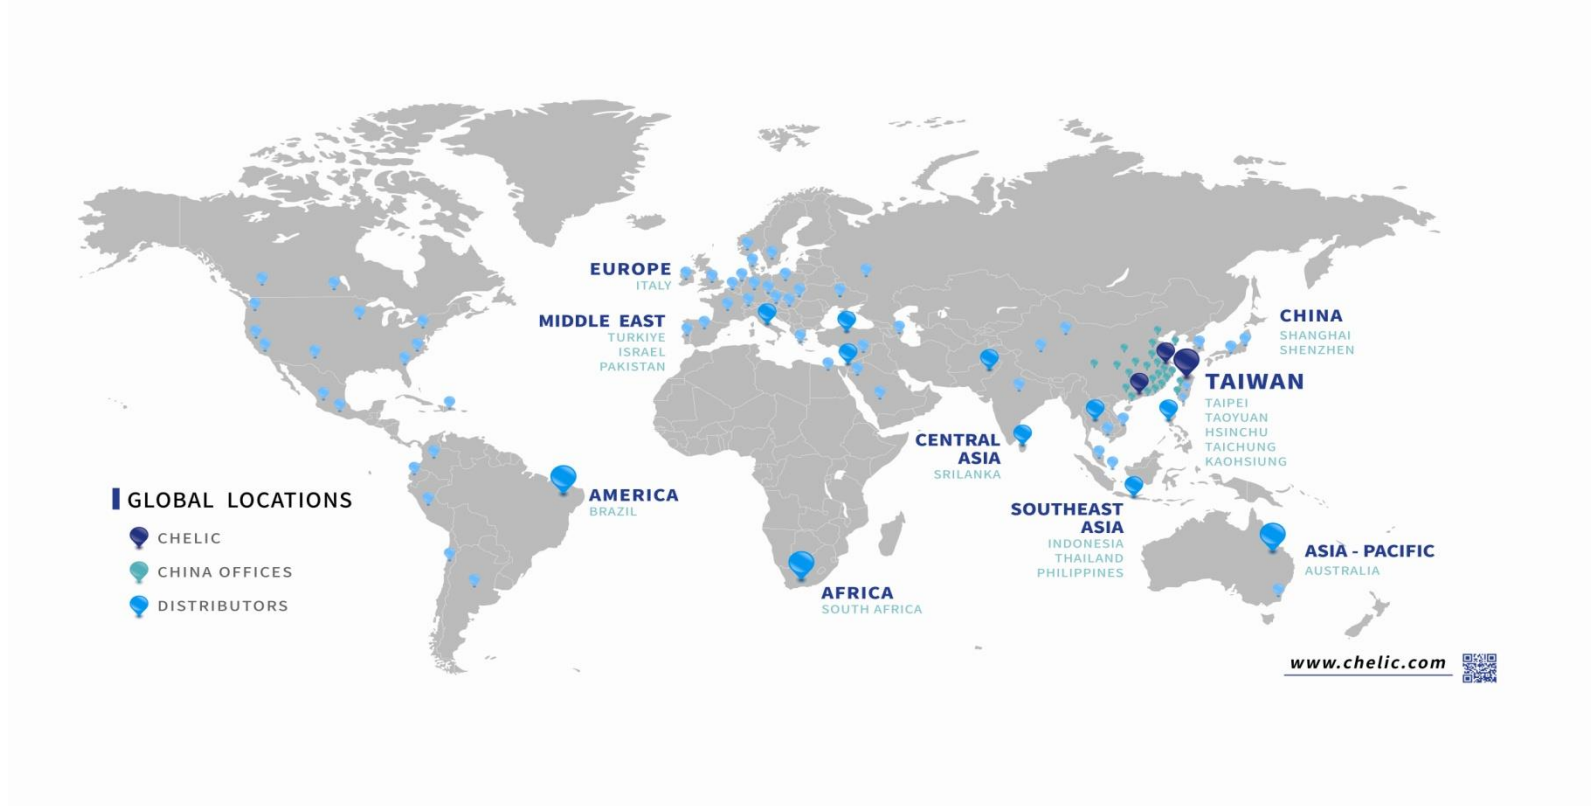 EUROPE
ITALY
MIDDLE EAST
TURKIYE
ISRAEL
PAKISTAN
CHINA
SHANGHAI
SHENZHEN
TAIWAN
TAIPEI
TAOYUAN
HSINCHU
TAICHUNG
KAOHSIUNG
CENTRAL
ASIA
SRILANKA
AMERICA
BRAZIL
GLOBAL LOCATIONS
CHELIC
CHINA OFFICES
DISTRIBUTORS
SOUTHEAST
ASIA
INDONESIA
THAILAND
PHILIPPINES
ASIA - PACIFIC
AUSTRALIA
AFRICA
SOUTH AFRICA
www.chelic.com